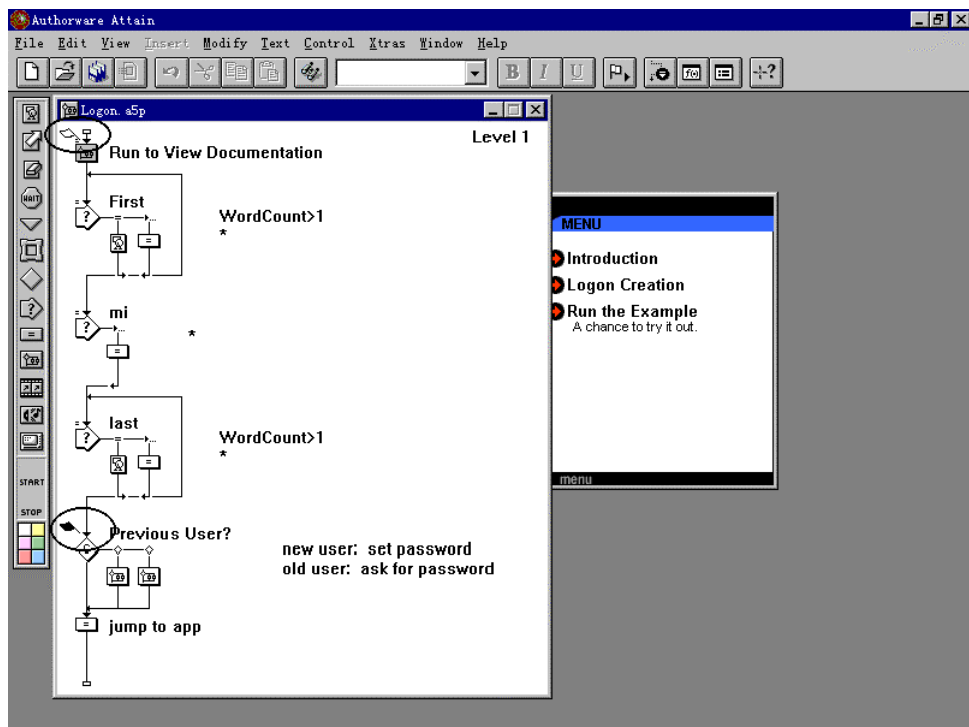 Authorware Attain
File Edit View Insert Modify Text Control Xtras Window Help
B I U
Logon.a5p
Level 1
Run to View Documentation
First
WordCount>1
*
mi
*
last
WordCount>1
*
Previous User?
new user: set password
old user: ask for password
jump to app
WAIT
START
STOP
MENU
Introduction
Logon Creation
Run the Example
A chance to try it out.
menu